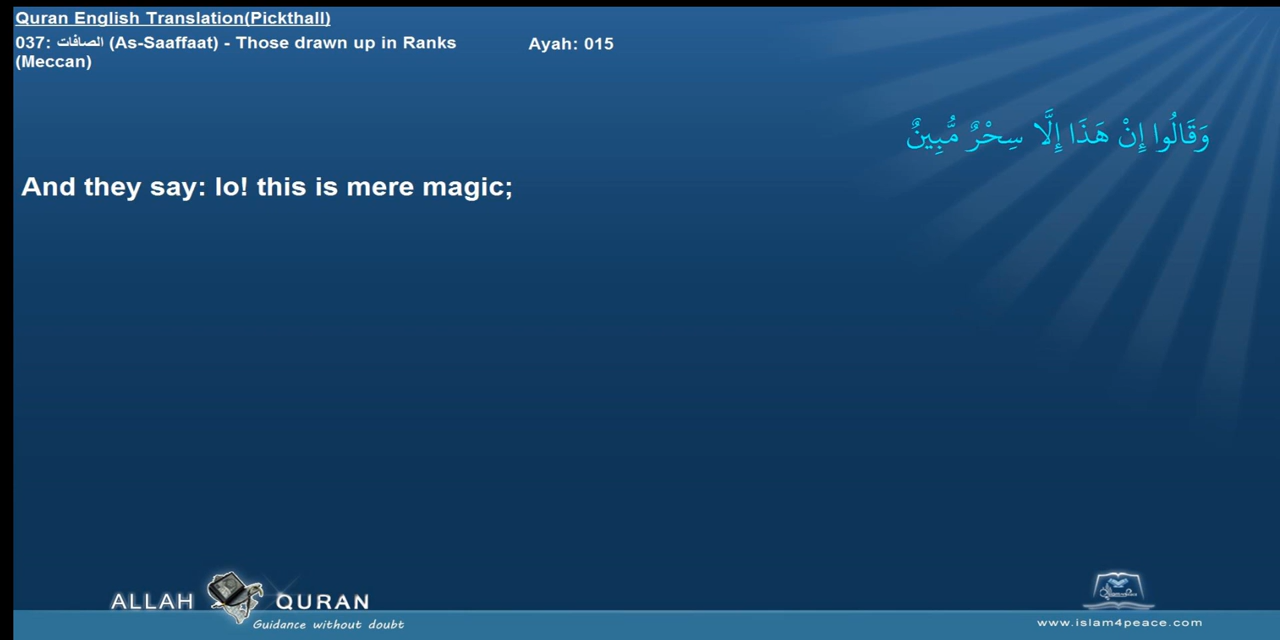 Quran English Translation(Pickthall)
037: الصافات (As-Saaffaat) - Those drawn up in Ranks
(Meccan)
Ayah: 015
وَقَالُوا إِنْ هَذَا إِلَّا سِحْرٌ مُّبِينٌ
And they say: lo! this is mere magic;
ALLAH QURAN
Guidance without doubt
www.islam4peace.com